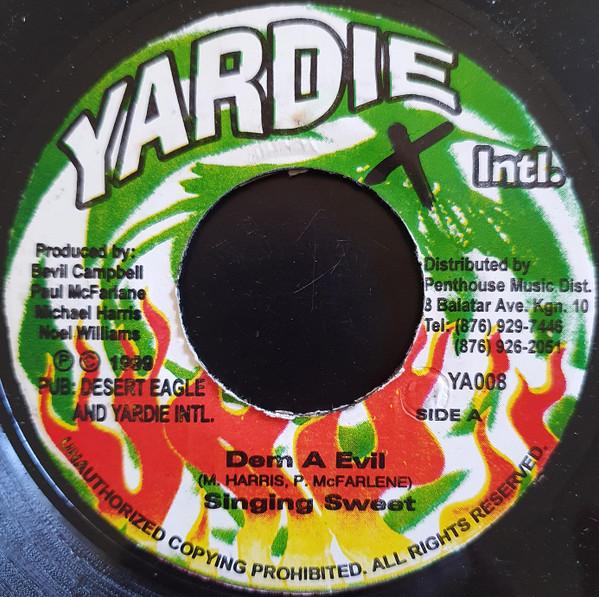 YARDIE
Intl.
X
Produced by:
Bevil Campbell
Paul McFarlane
Michael Harris
Noel Williams
℗ © 1999
PUB: DESERT EAGLE
AND YARDIE INTL.
Distributed by
Penthouse Music Dist.
8 Balatar Ave. Kgn. 10
Tel: (876) 929-7446
(876) 926-2051
YA008
SIDE A
Dem A Evil
(M. HARRIS, P. McFARLENE)
Singing Sweet
UNAUTHORIZED COPYING PROHIBITED. ALL RIGHTS RESERVED.